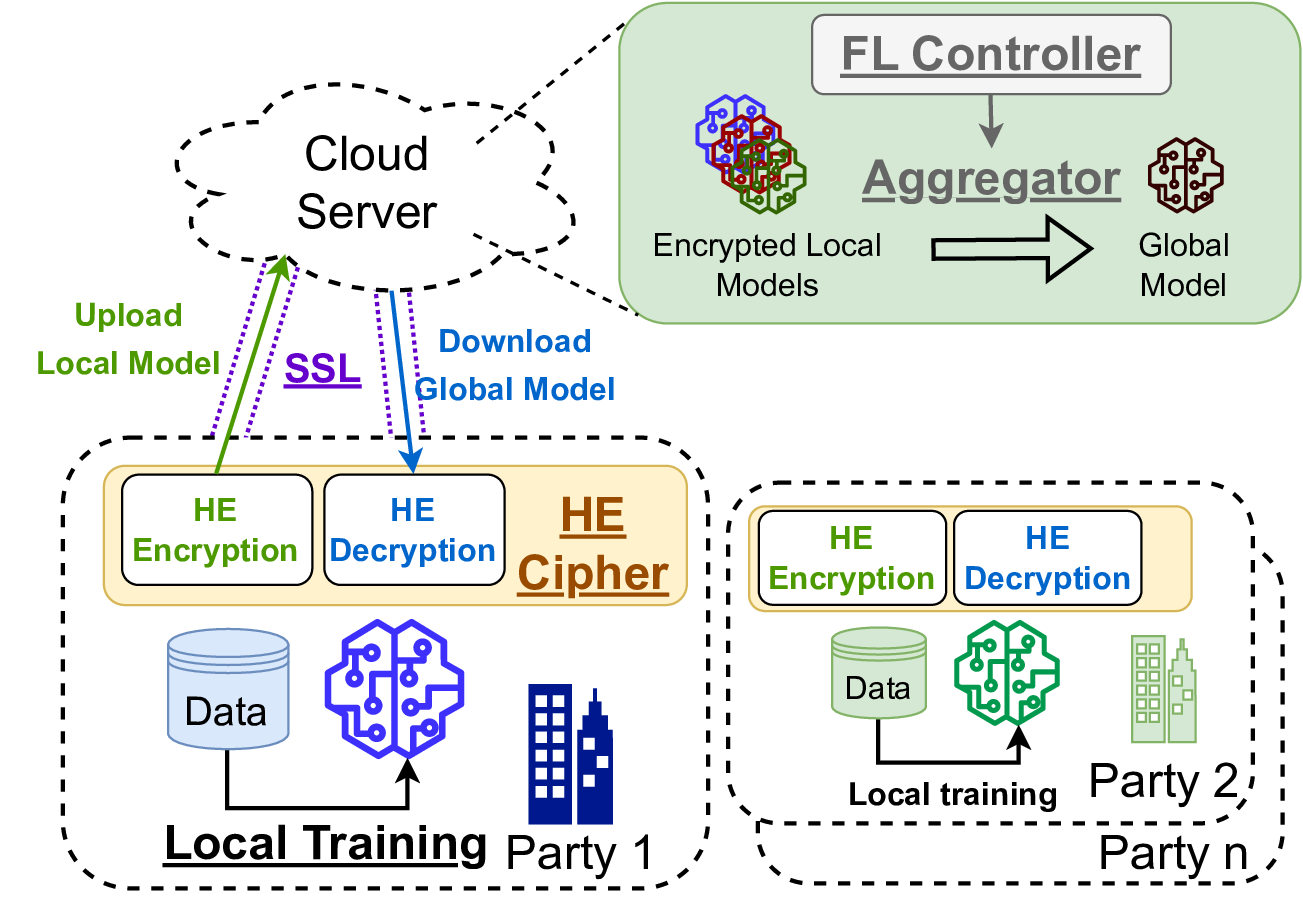 FL Controller
Aggregator
Encrypted Local
Models
Global
Model
Cloud
Server
Upload
Local Model
SSL
Download
Global Model
HE
Encryption
HE
Decryption
HE
Cipher
Data
Local Training
Party 1
HE
Encryption
HE
Decryption
Data
Local training
Party 2
Party n